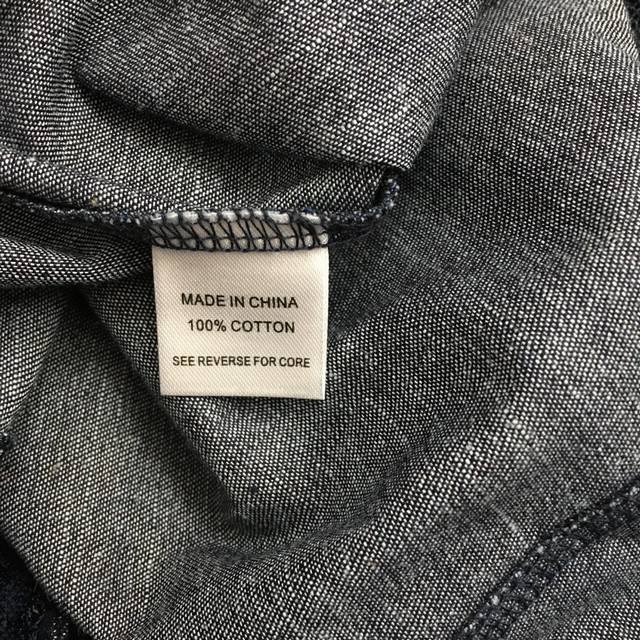 MADE IN CHINA
100% COTTON
SEE REVERSE FOR CORE